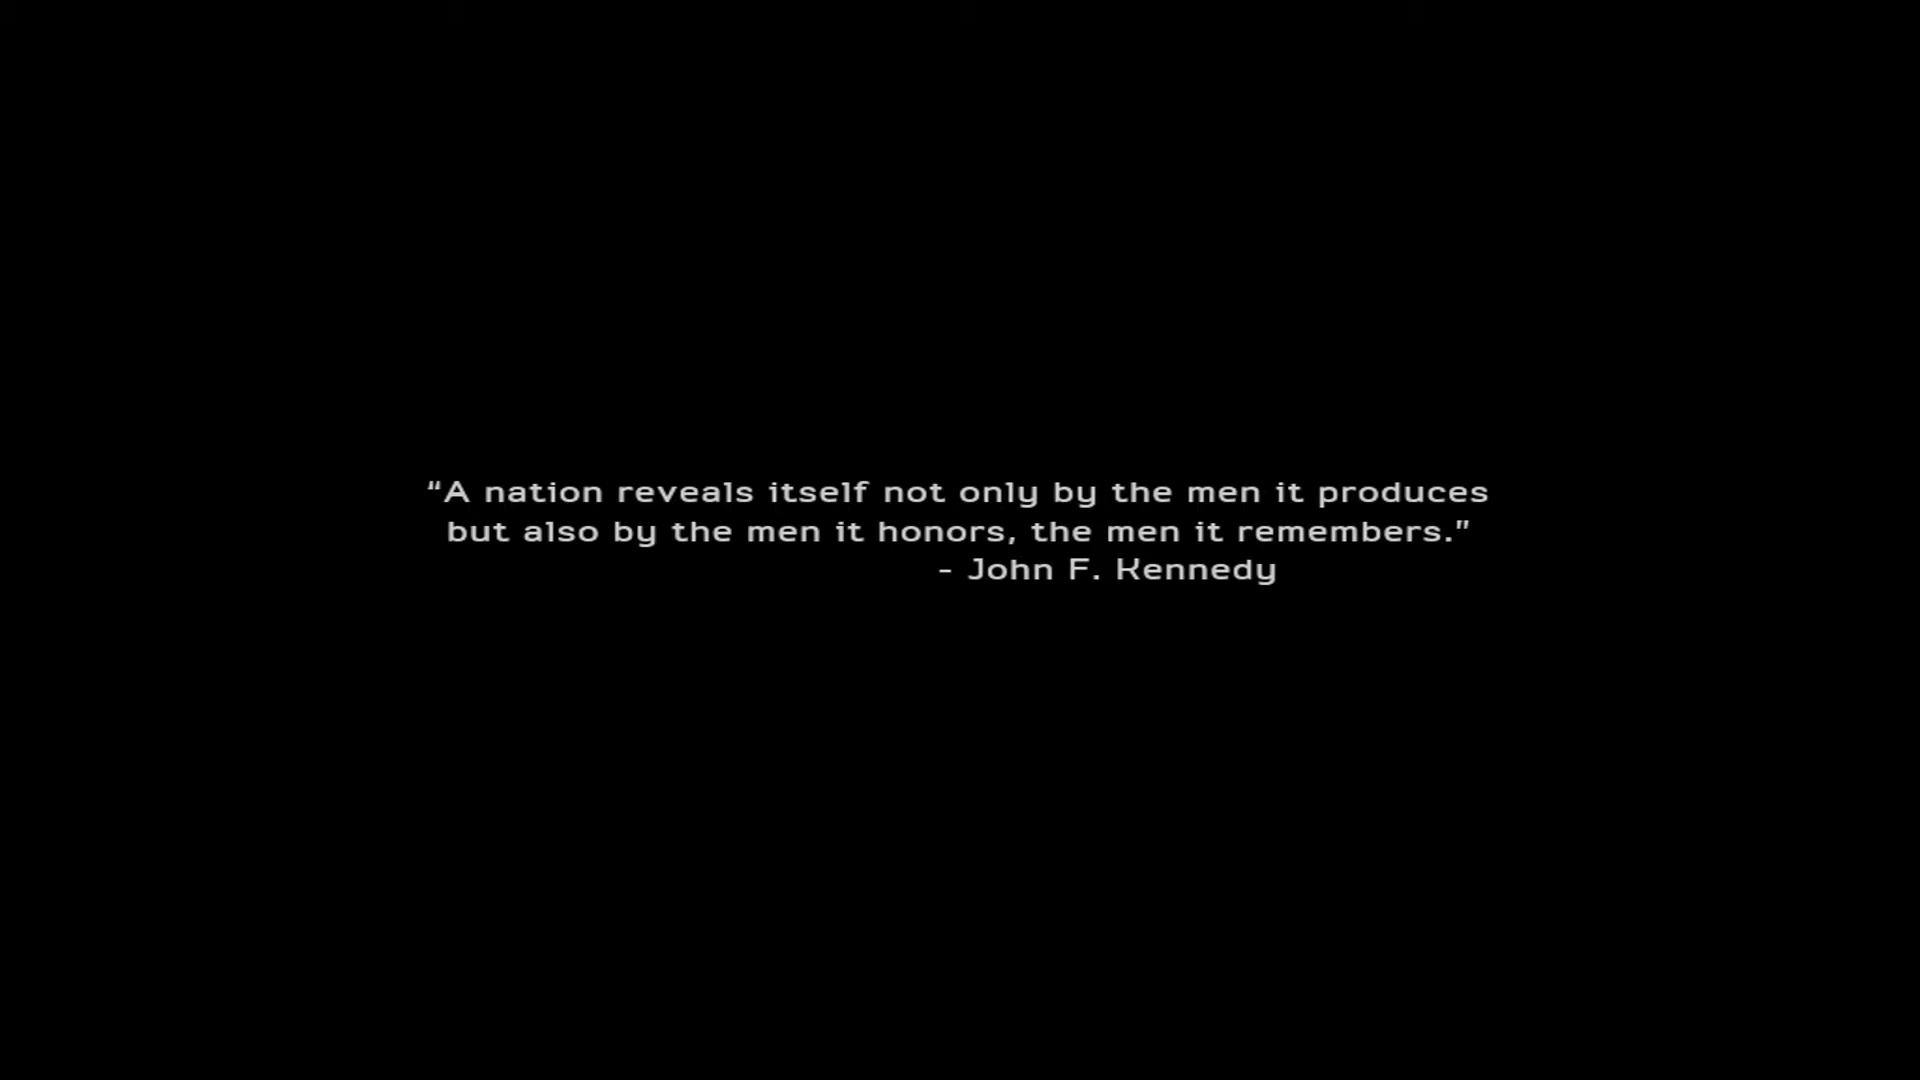 “A nation reveals itself not only by the men it produces
but also by the men it honors, the men it remembers.”
- John F. Kennedy